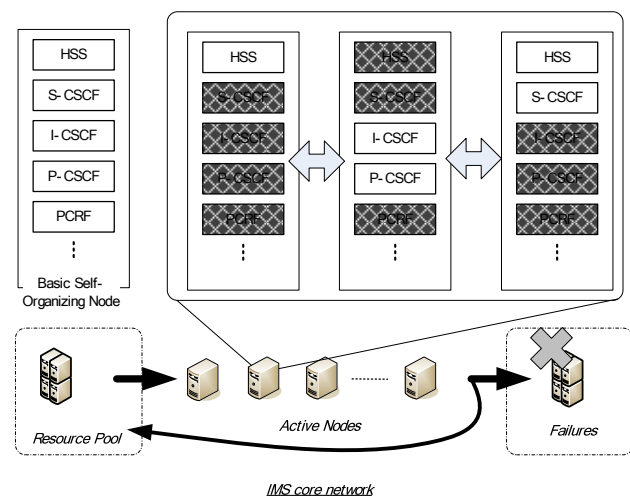 HSS
S- CSCF
I- CSCF
P- CSCF
PCRF
Basic Self-
Organizing Node
HSS
S- CSCF
I- CSCF
P- CSCF
PCRF
HSS
S- CSCF
I- CSCF
P- CSCF
PCRF
HSS
S- CSCF
I- CSCF
P- CSCF
PCRF
Resource Pool
Active Nodes
Failures
IMS core network